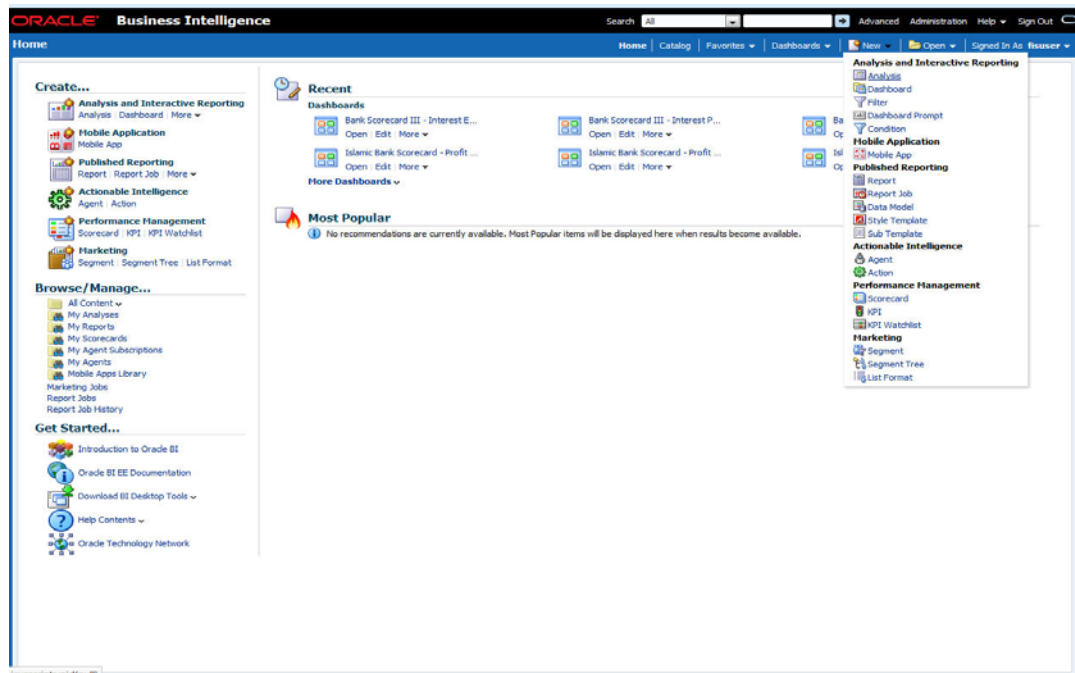 ORACLE Business Intelligence Search All Advanced Administration Help Sign Out
Home Home Catalog Favorites Dashboards New Open Signed In As fisuser
Create...
Analysis and Interactive Reporting
Analysis Dashboard More
Mobile Application
Mobile App
Published Reporting
Report Report Job More
Actionable Intelligence
Agent Action
Performance Management
Scorecard KPI KPI Watchlist
Marketing
Segment Segment Tree List Format
Browse/Manage...
All Content
My Analyses
My Reports
My Scorecards
My Agent Subscriptions
My Agents
Mobile Apps Library
Marketing Jobs
Report Jobs
Report Job History
Get Started...
Introduction to Oracle BI
Oracle BI EE Documentation
Download BI Desktop Tools
Help Contents
Oracle Technology Network
Recent
Dashboards
Bank Scorecard III - Interest E... Bank Scorecard III - Interest P... Ba
Open Edit More Open Edit More Op
Islamic Bank Scorecard - Profit ... Islamic Bank Scorecard - Profit ... Isl
Open Edit More Open Edit More Op
More Dashboards
Most Popular
No recommendations are currently available. Most Popular items will be displayed here when results become available.
Analysis and Interactive Reporting
Analysis
Dashboard
Filter
Dashboard Prompt
Condition
Mobile Application
Mobile App
Published Reporting
Report
Report Job
Data Model
Style Template
Sub Template
Actionable Intelligence
Agent
Action
Performance Management
Scorecard
KPI
KPI Watchlist
Marketing
Segment
Segment Tree
List Format